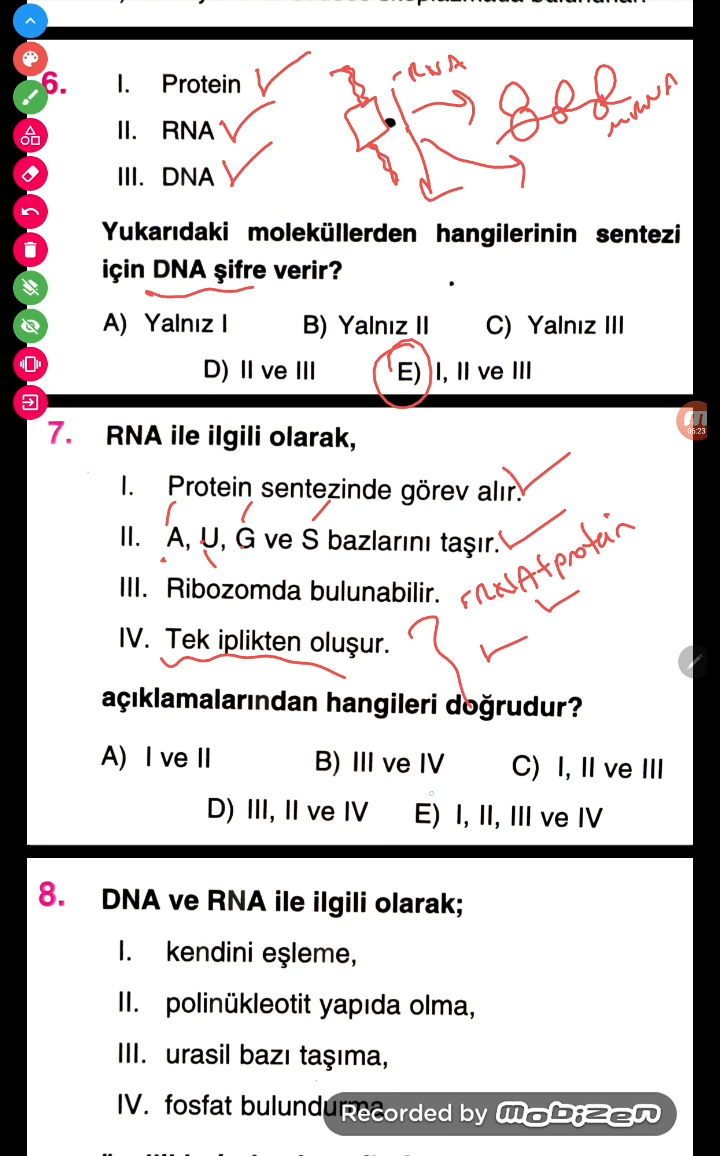 6. I. Protein
II. RNA
III. DNA
rRNA
mRNA
Yukarıdaki moleküllerden hangilerinin sentezi
için DNA şifre verir?
A) Yalnız I B) Yalnız II C) Yalnız III
D) II ve III E) I, II ve III
7. RNA ile ilgili olarak,
06:23
I. Protein sentezinde görev alır.
II. A, U, G ve S bazlarını taşır.
III. Ribozomda bulunabilir.
rRNA+protein
IV. Tek iplikten oluşur.
açıklamalarından hangileri doğrudur?
A) I ve II B) III ve IV C) I, II ve III
D) III, II ve IV E) I, II, III ve IV
8. DNA ve RNA ile ilgili olarak;
I. kendini eşleme,
II. polinükleotit yapıda olma,
III. urasil bazı taşıma,
IV. fosfat bulundurma
Recorded by mobizen